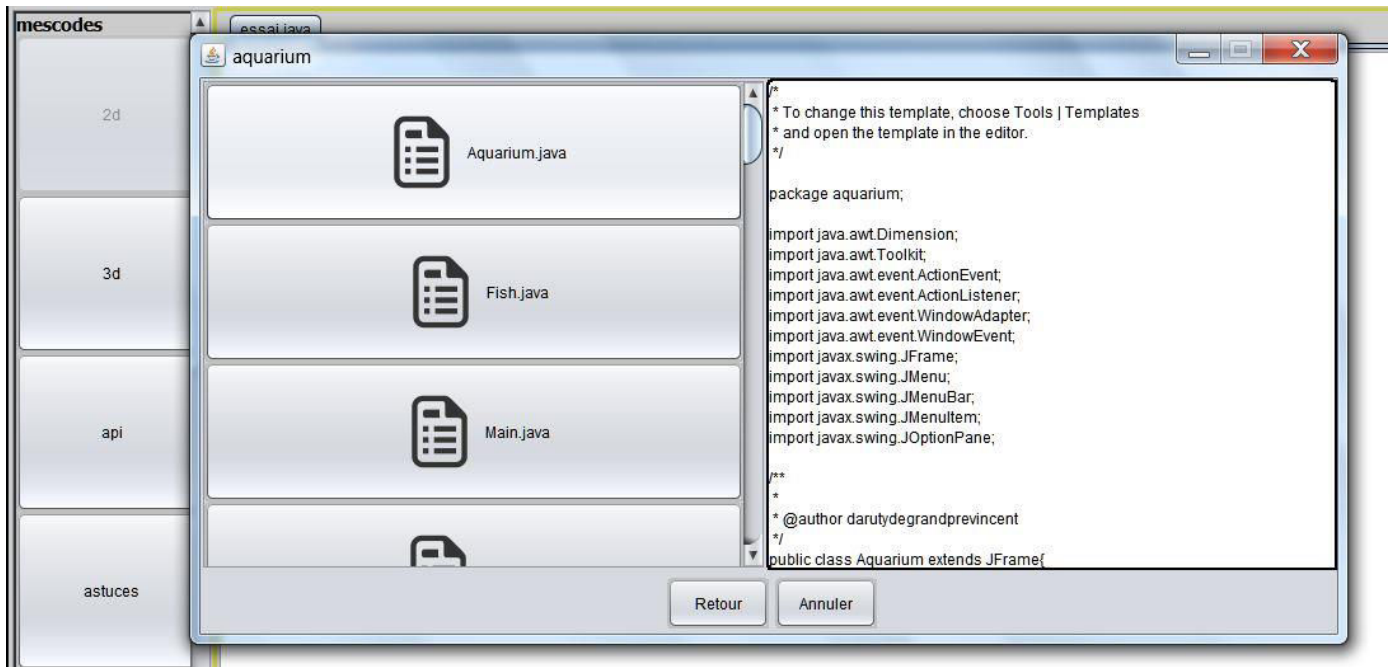 mescodes
essai.java
aquarium
2d
3d
api
astuces
Aquarium.java
Fish.java
Main.java
/*
 * To change this template, choose Tools | Templates
 * and open the template in the editor.
 */
package aquarium;
import java.awt.Dimension;
import java.awt.Toolkit;
import java.awt.event.ActionEvent;
import java.awt.event.ActionListener;
import java.awt.event.WindowAdapter;
import java.awt.event.WindowEvent;
import javax.swing.JFrame;
import javax.swing.JMenu;
import javax.swing.JMenuBar;
import javax.swing.JMenuItem;
import javax.swing.JOptionPane;
/**
 *
 * @author darutydegrandprevincent
 */
public class Aquarium extends JFrame{
Retour
Annuler